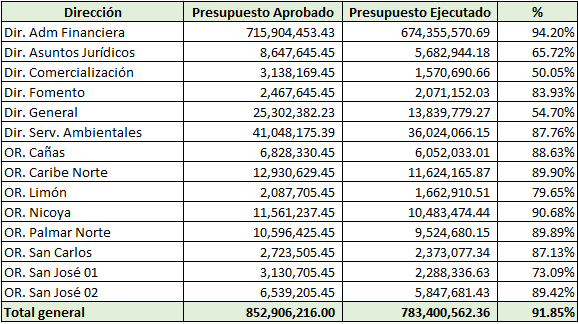 Dirección Presupuesto Aprobado Presupuesto Ejecutado %
Dir. Adm Financiera 715,904,453.43 674,355,570.69 94.20%
Dir. Asuntos Jurídicos 8,647,645.45 5,682,944.18 65.72%
Dir. Comercialización 3,138,169.45 1,570,690.66 50.05%
Dir. Fomento 2,467,645.45 2,071,152.03 83.93%
Dir. General 25,302,382.23 13,839,779.27 54.70%
Dir. Serv. Ambientales 41,048,175.39 36,024,066.15 87.76%
OR. Cañas 6,828,330.45 6,052,033.01 88.63%
OR. Caribe Norte 12,930,629.45 11,624,165.87 89.90%
OR. Limón 2,087,705.45 1,662,910.51 79.65%
OR. Nicoya 11,561,237.45 10,483,474.44 90.68%
OR. Palmar Norte 10,596,425.45 9,524,680.15 89.89%
OR. San Carlos 2,723,505.45 2,373,077.34 87.13%
OR. San José 01 3,130,705.45 2,288,336.63 73.09%
OR. San José 02 6,539,205.45 5,847,681.43 89.42%
Total general 852,906,216.00 783,400,562.36 91.85%